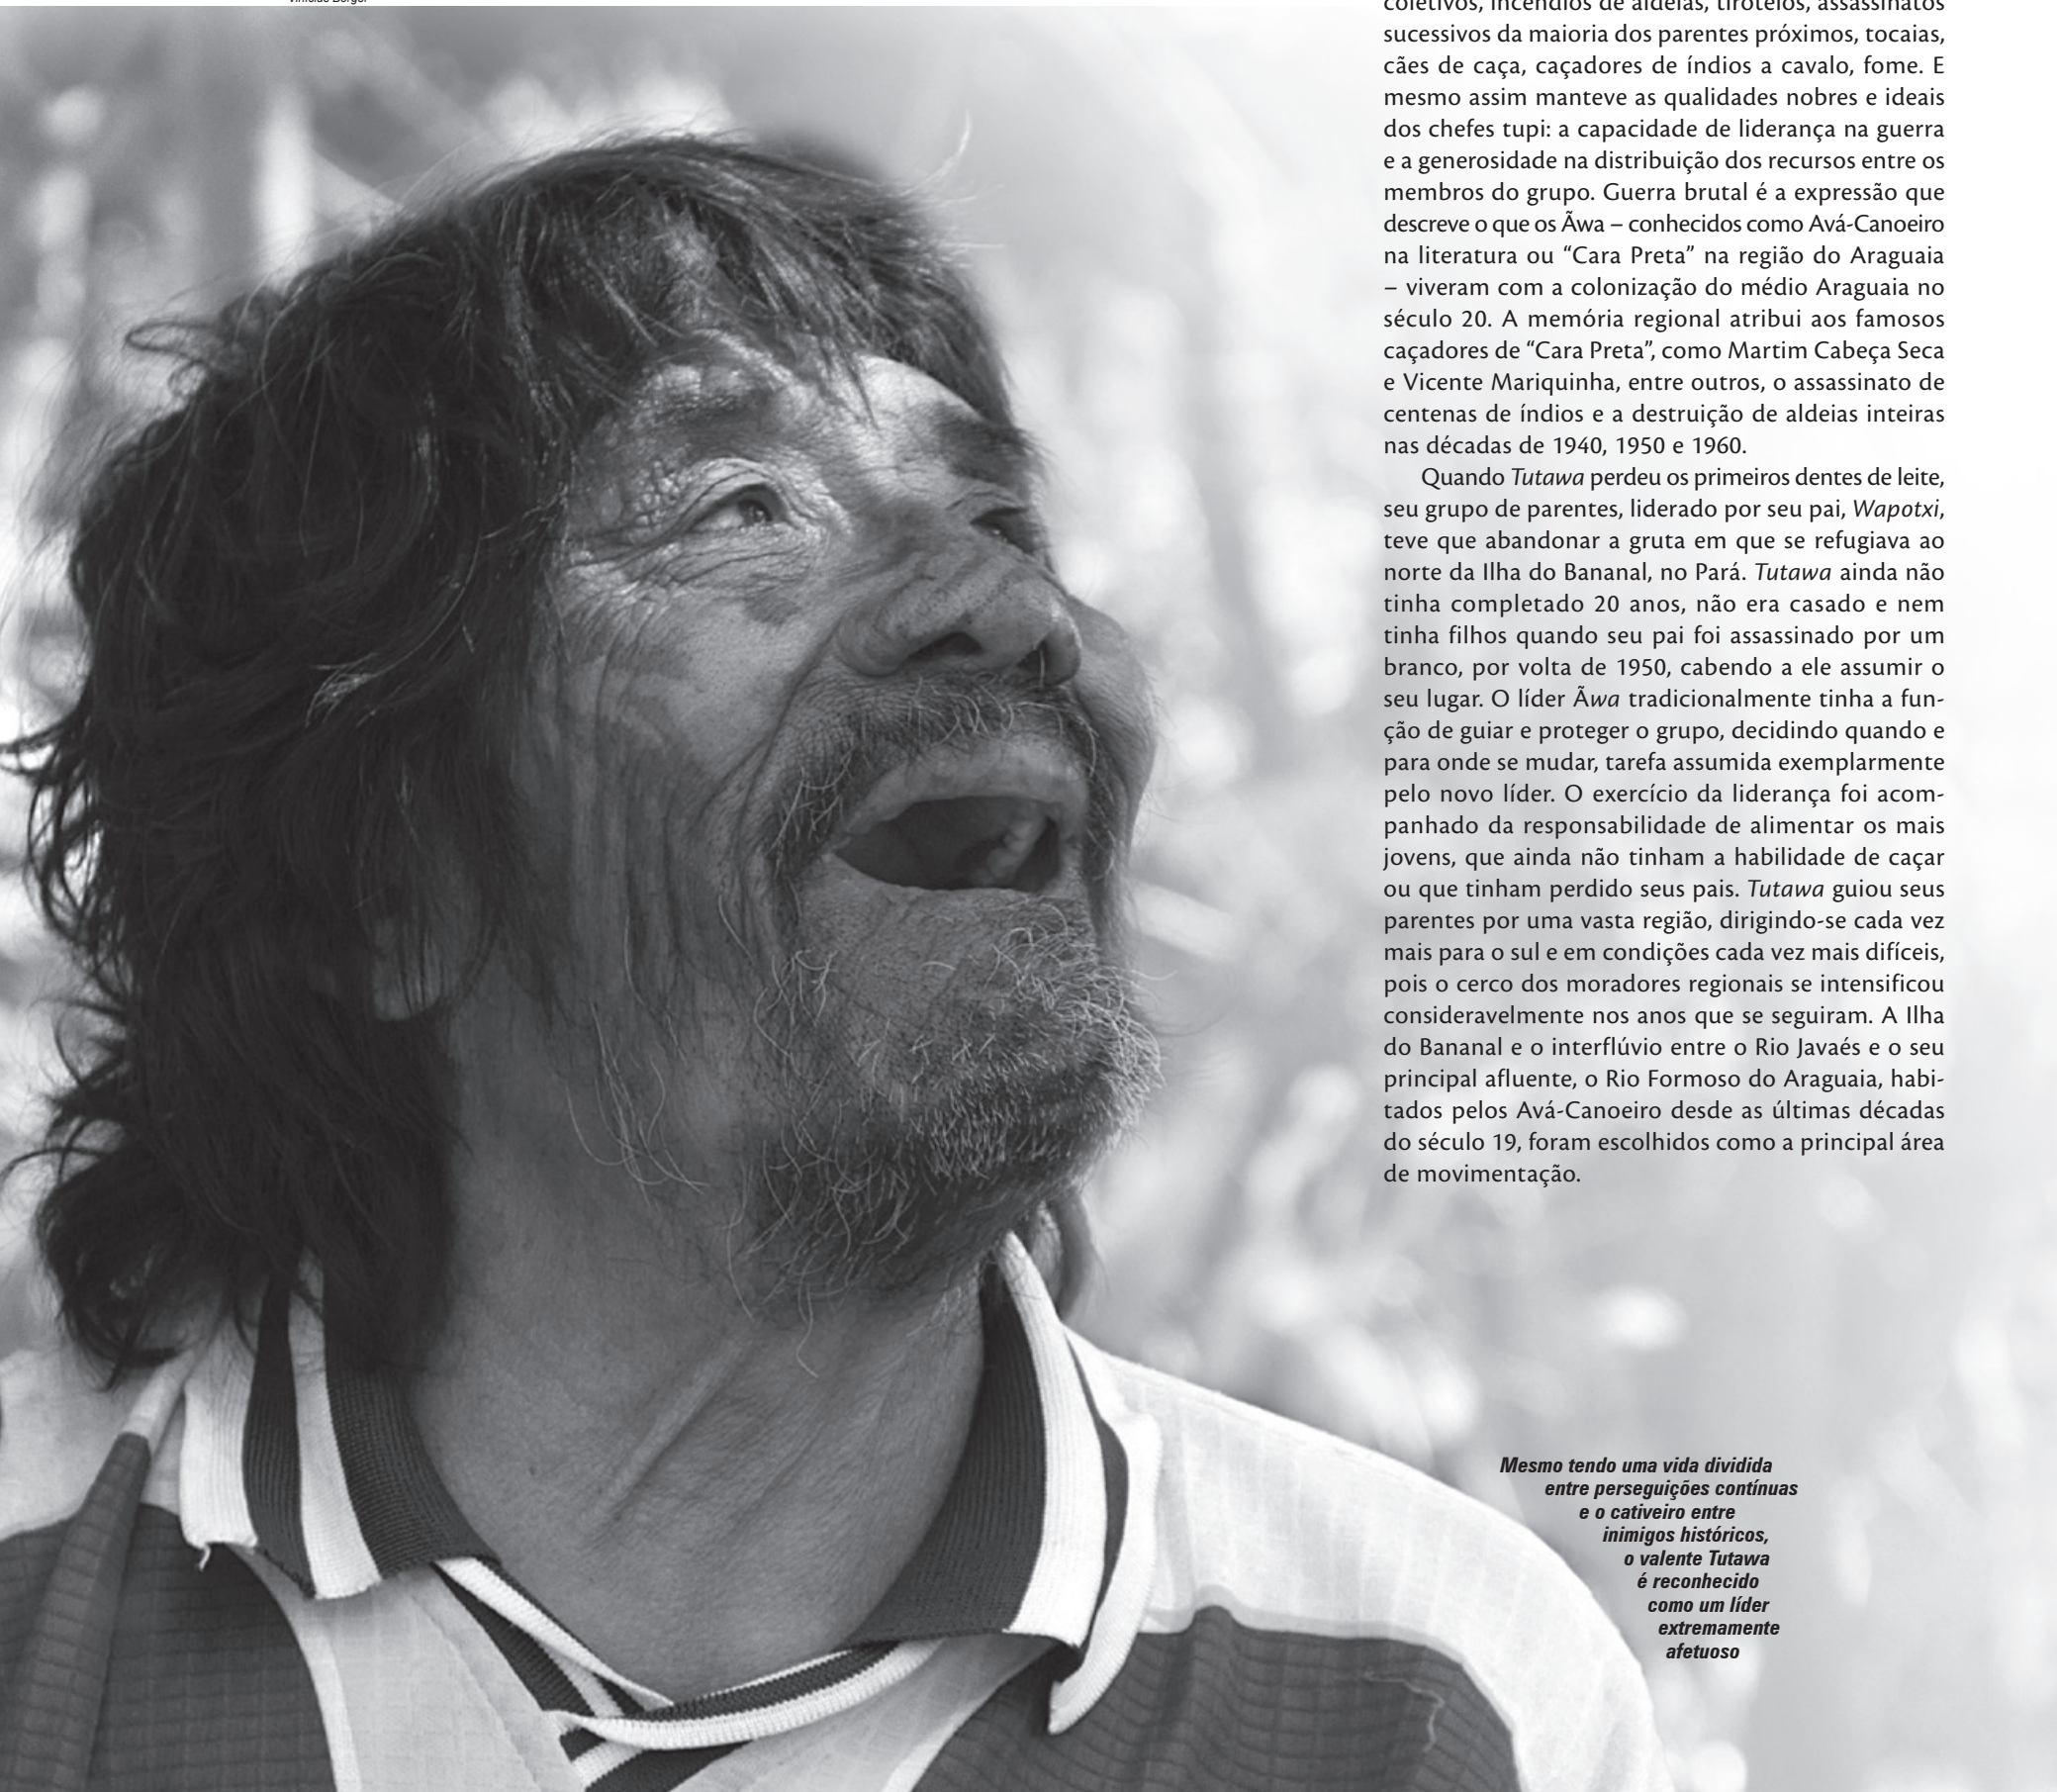 Vinícius Berger
coletivos, incêndios de aldeias, tiroteios, assassinatos
sucessivos da maioria dos parentes próximos, tocaias,
cães de caça, caçadores de índios a cavalo, fome. E
mesmo assim manteve as qualidades nobres e ideais
dos chefes tupi: a capacidade de liderança na guerra
e a generosidade na distribuição dos recursos entre os
membros do grupo. Guerra brutal é a expressão que
descreve o que os Ãwa – conhecidos como Avá-Canoeiro
na literatura ou “Cara Preta” na região do Araguaia
– viveram com a colonização do médio Araguaia no
século 20. A memória regional atribui aos famosos
caçadores de “Cara Preta”, como Martim Cabeça Seca
e Vicente Mariquinha, entre outros, o assassinato de
centenas de índios e a destruição de aldeias inteiras
nas décadas de 1940, 1950 e 1960.
Quando Tutawa perdeu os primeiros dentes de leite,
seu grupo de parentes, liderado por seu pai, Wapotxi,
teve que abandonar a gruta em que se refugiava ao
norte da Ilha do Bananal, no Pará. Tutawa ainda não
tinha completado 20 anos, não era casado e nem
tinha filhos quando seu pai foi assassinado por um
branco, por volta de 1950, cabendo a ele assumir o
seu lugar. O líder Ãwa tradicionalmente tinha a fun-
ção de guiar e proteger o grupo, decidindo quando e
para onde se mudar, tarefa assumida exemplarmente
pelo novo líder. O exercício da liderança foi acom-
panhado da responsabilidade de alimentar os mais
jovens, que ainda não tinham a habilidade de caçar
ou que tinham perdido seus pais. Tutawa guiou seus
parentes por uma vasta região, dirigindo-se cada vez
mais para o sul e em condições cada vez mais difíceis,
pois o cerco dos moradores regionais se intensificou
consideravelmente nos anos que se seguiram. A Ilha
do Bananal e o interflúvio entre o Rio Javaés e o seu
principal afluente, o Rio Formoso do Araguaia, habi-
tados pelos Avá-Canoeiro desde as últimas décadas
do século 19, foram escolhidos como a principal área
de movimentação.
Mesmo tendo uma vida dividida
entre perseguições contínuas
e o cativeiro entre
inimigos históricos,
o valente Tutawa
é reconhecido
como um líder
extremamente
afetuoso